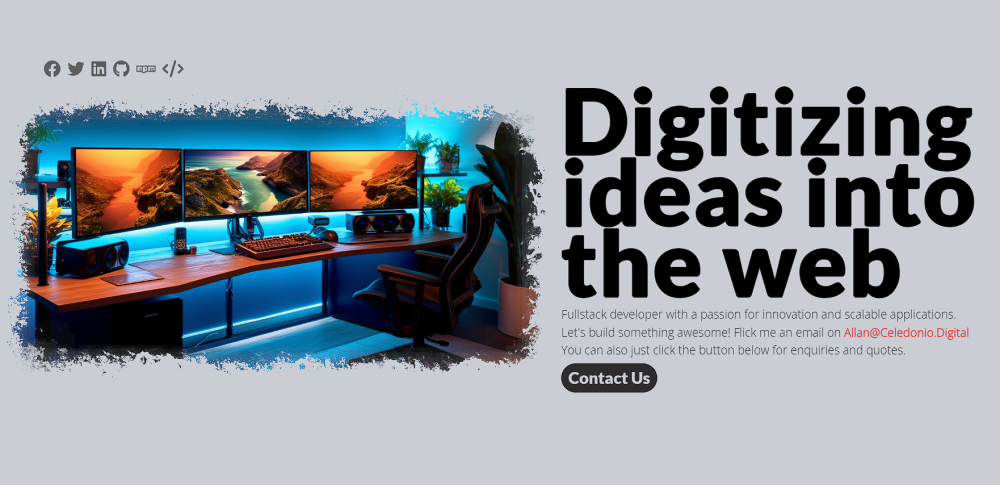 npm
Digitizing
ideas into
the web
Fullstack developer with a passion for innovation and scalable applications.
Let's build something awesome! Flick me an email on Allan@Celedonio.Digital
You can also just click the button below for enquiries and quotes.
Contact Us